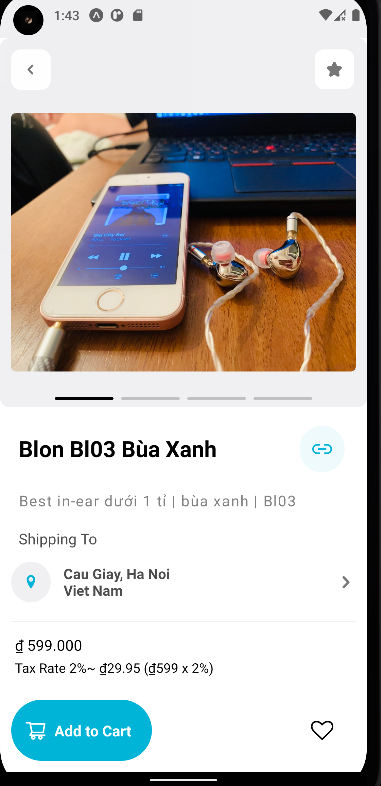 1:43
Blon Bl03 Bùa Xanh
Best in-ear dưới 1 tỉ | bùa xanh | Bl03
Shipping To
Cau Giay, Ha Noi
Viet Nam
₫ 599.000
Tax Rate 2%~ ₫29.95 (₫599 x 2%)
Add to Cart